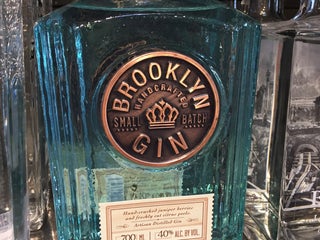 BROOKLYN
HANDCRAFTED
SMALL BATCH
GIN
Hand-cracked juniper berries
and freshly cut citrus peels.
Artisan Distilled Gin
700 ML 40% ALC BY VOL.